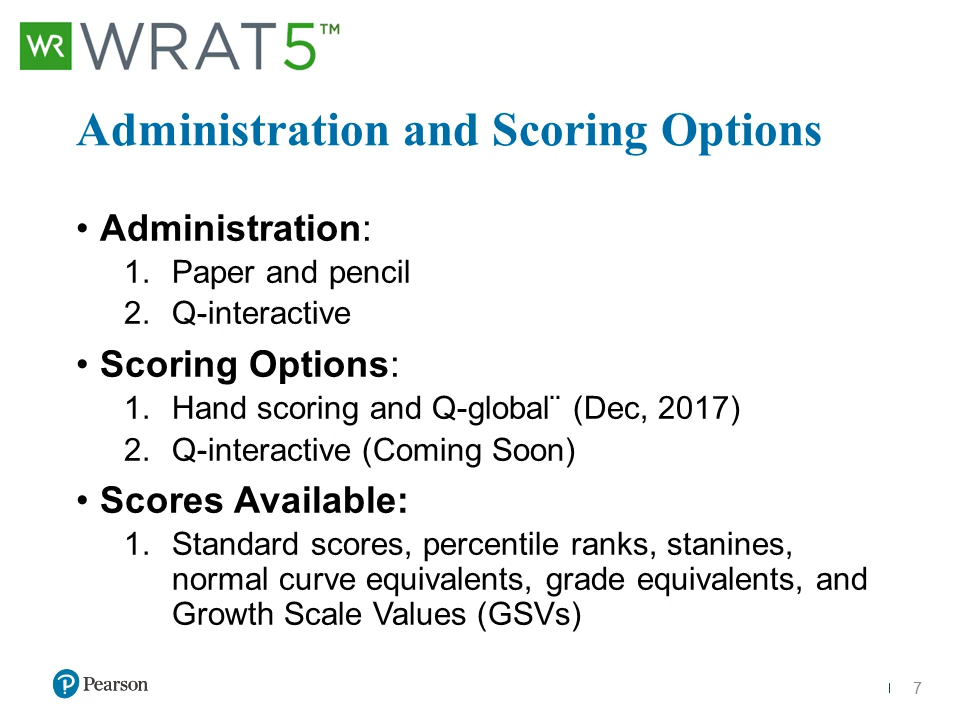 WR WRAT5™
Administration and Scoring Options
• Administration:
1. Paper and pencil
2. Q-interactive
• Scoring Options:
1. Hand scoring and Q-global¨ (Dec, 2017)
2. Q-interactive (Coming Soon)
• Scores Available:
1. Standard scores, percentile ranks, stanines,
normal curve equivalents, grade equivalents, and
Growth Scale Values (GSVs)
P Pearson
| 7